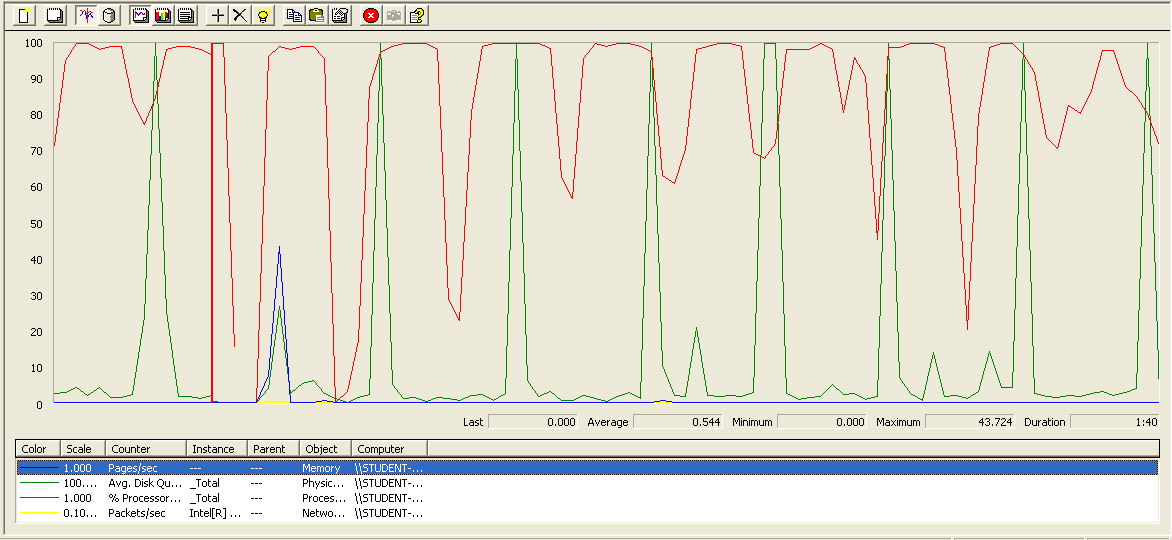 100
90
80
70
60
50
40
30
20
10
0
Last 0.000 Average 0.544 Minimum 0.000 Maximum 43.724 Duration 1:40
Color Scale Counter Instance Parent Object Computer
1.000 Pages/sec --- --- Memory \\STUDENT-...
100.... Avg. Disk Qu... _Total --- Physic... \\STUDENT-...
1.000 % Processor... _Total --- Proces... \\STUDENT-...
0.10... Packets/sec Intel[R] ... --- Netwo... \\STUDENT-...